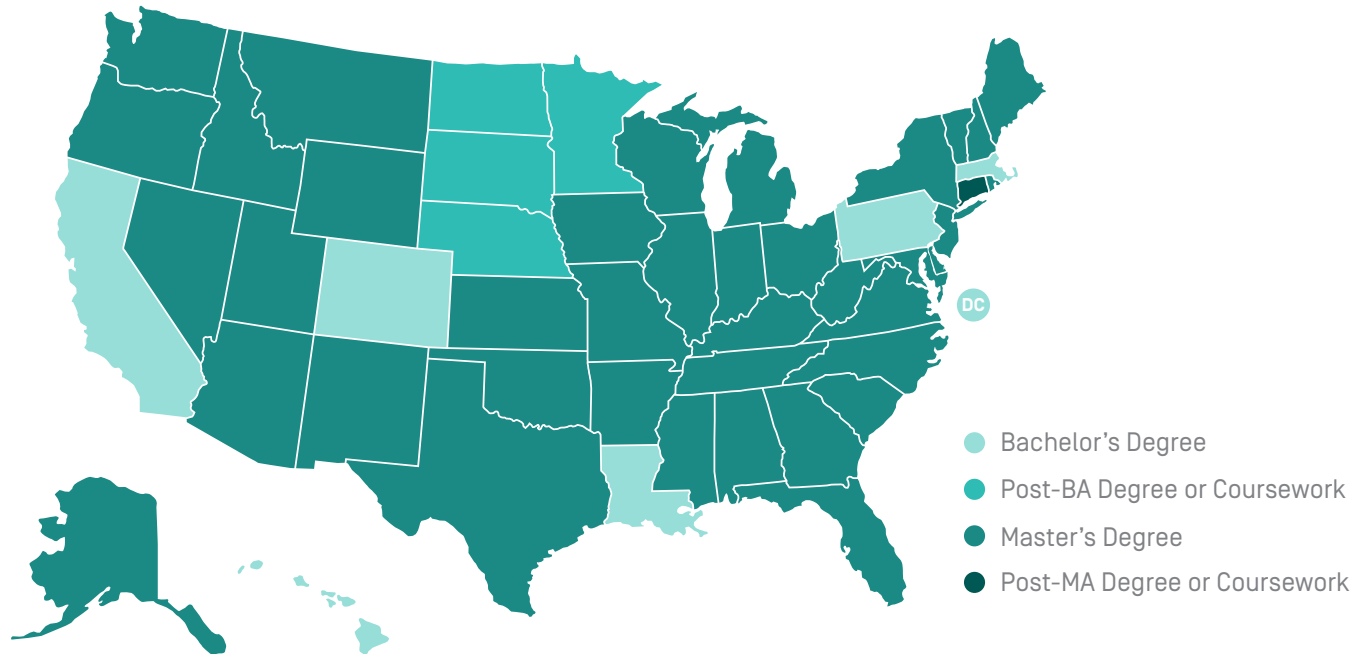 DC
Bachelor’s Degree
Post-BA Degree or Coursework
Master’s Degree
Post-MA Degree or Coursework